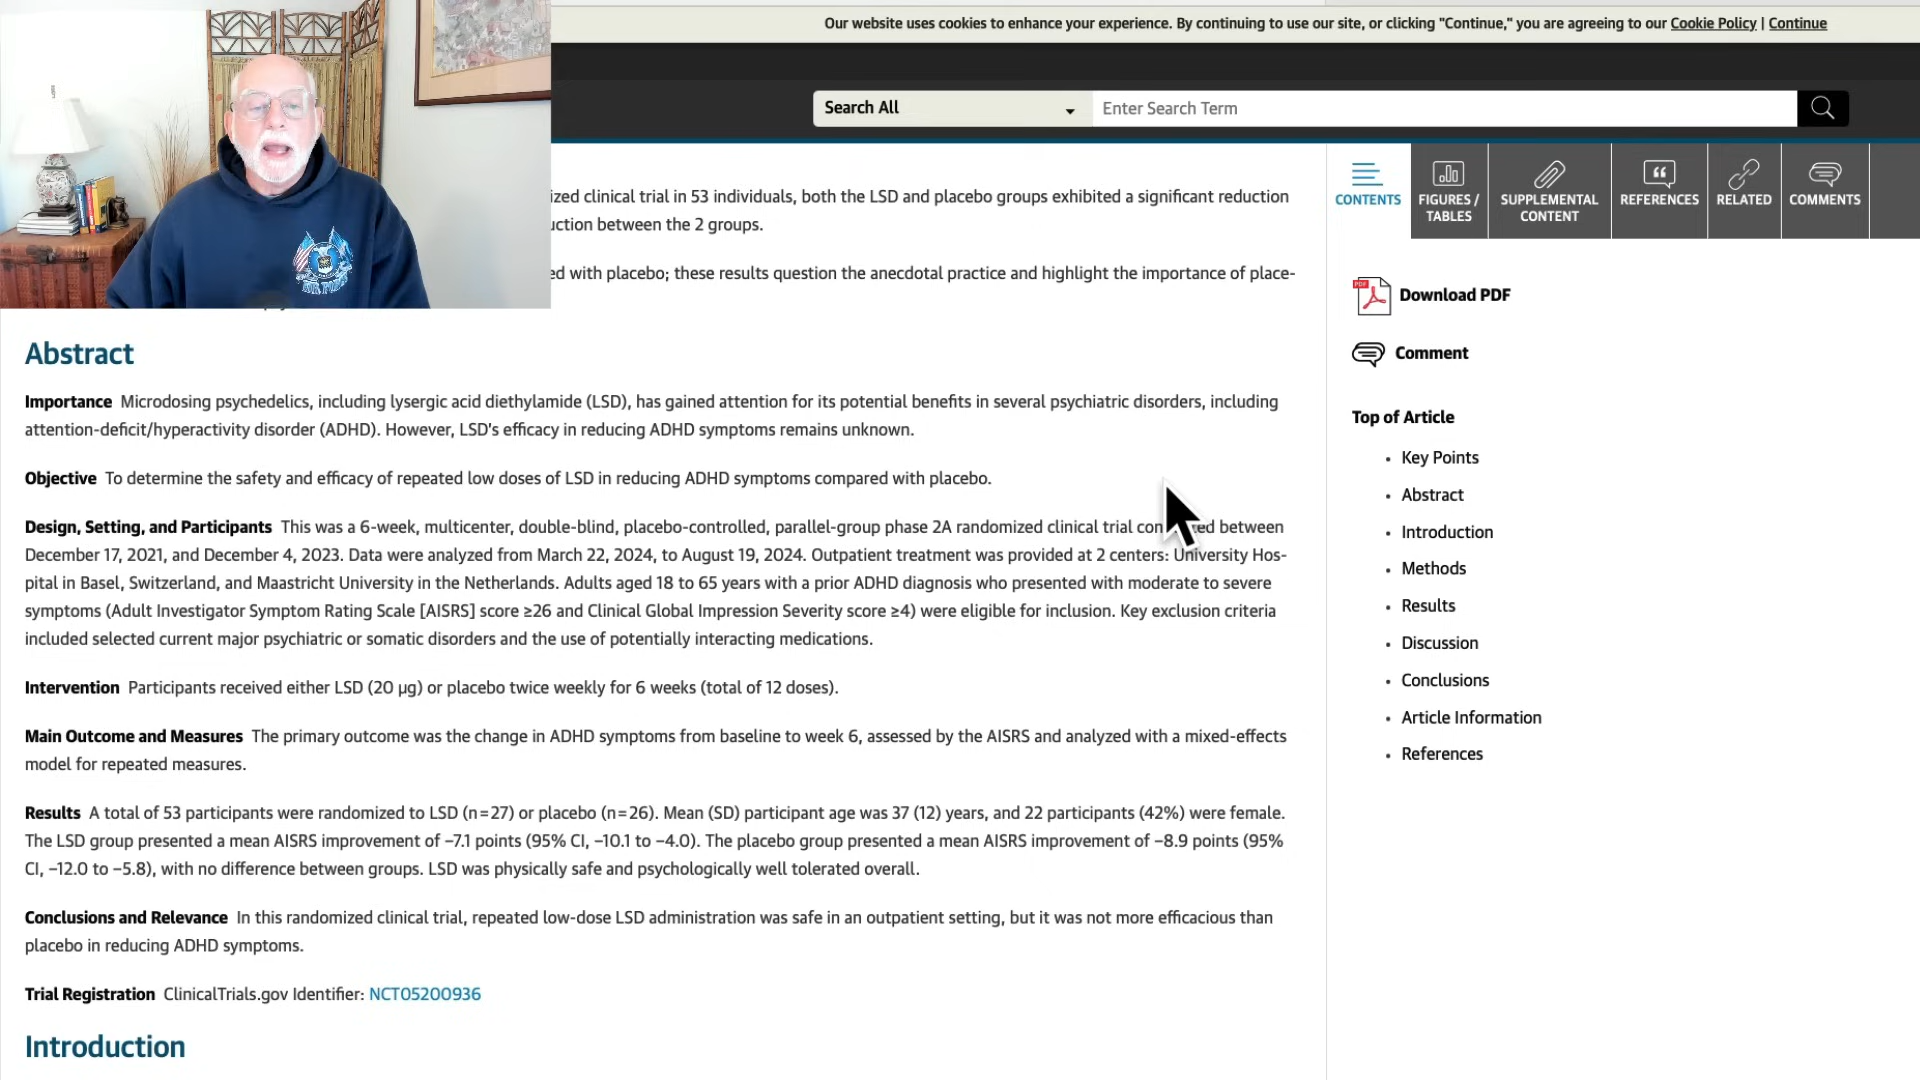 Our website uses cookies to enhance your experience. By continuing to use our site, or clicking "Continue," you are agreeing to our Cookie Policy | Continue
Search All
Enter Search Term
CONTENTS
FIGURES /
TABLES
SUPPLEMENTAL
CONTENT
REFERENCES
RELATED
COMMENTS
ized clinical trial in 53 individuals, both the LSD and placebo groups exhibited a significant reduction
uction between the 2 groups.
ed with placebo; these results question the anecdotal practice and highlight the importance of place-
Abstract
Importance Microdosing psychedelics, including lysergic acid diethylamide (LSD), has gained attention for its potential benefits in several psychiatric disorders, including
attention-deficit/hyperactivity disorder (ADHD). However, LSD's efficacy in reducing ADHD symptoms remains unknown.
Objective To determine the safety and efficacy of repeated low doses of LSD in reducing ADHD symptoms compared with placebo.
Design, Setting, and Participants This was a 6-week, multicenter, double-blind, placebo-controlled, parallel-group phase 2A randomized clinical trial between
December 17, 2021, and December 4, 2023. Data were analyzed from March 22, 2024, to August 19, 2024. Outpatient treatment was provided at 2 centers: University Hos-
pital in Basel, Switzerland, and Maastricht University in the Netherlands. Adults aged 18 to 65 years with a prior ADHD diagnosis who presented with moderate to severe
symptoms (Adult Investigator Symptom Rating Scale [AISRS] score ≥26 and Clinical Global Impression Severity score ≥4) were eligible for inclusion. Key exclusion criteria
included selected current major psychiatric or somatic disorders and the use of potentially interacting medications.
Intervention Participants received either LSD (20 μg) or placebo twice weekly for 6 weeks (total of 12 doses).
Main Outcome and Measures The primary outcome was the change in ADHD symptoms from baseline to week 6, assessed by the AISRS and analyzed with a mixed-effects
model for repeated measures.
Results A total of 53 participants were randomized to LSD (n=27) or placebo (n=26). Mean (SD) participant age was 37 (12) years, and 22 participants (42%) were female.
The LSD group presented a mean AISRS improvement of −7.1 points (95% CI, −10.1 to −4.0). The placebo group presented a mean AISRS improvement of −8.9 points (95%
CI, −12.0 to −5.8), with no difference between groups. LSD was physically safe and psychologically well tolerated overall.
Conclusions and Relevance In this randomized clinical trial, repeated low-dose LSD administration was safe in an outpatient setting, but it was not more efficacious than
placebo in reducing ADHD symptoms.
Trial Registration ClinicalTrials.gov Identifier: NCT05200936
Introduction
PDF
Download PDF
Comment
Top of Article
Key Points
Abstract
Introduction
Methods
Results
Discussion
Conclusions
Article Information
References